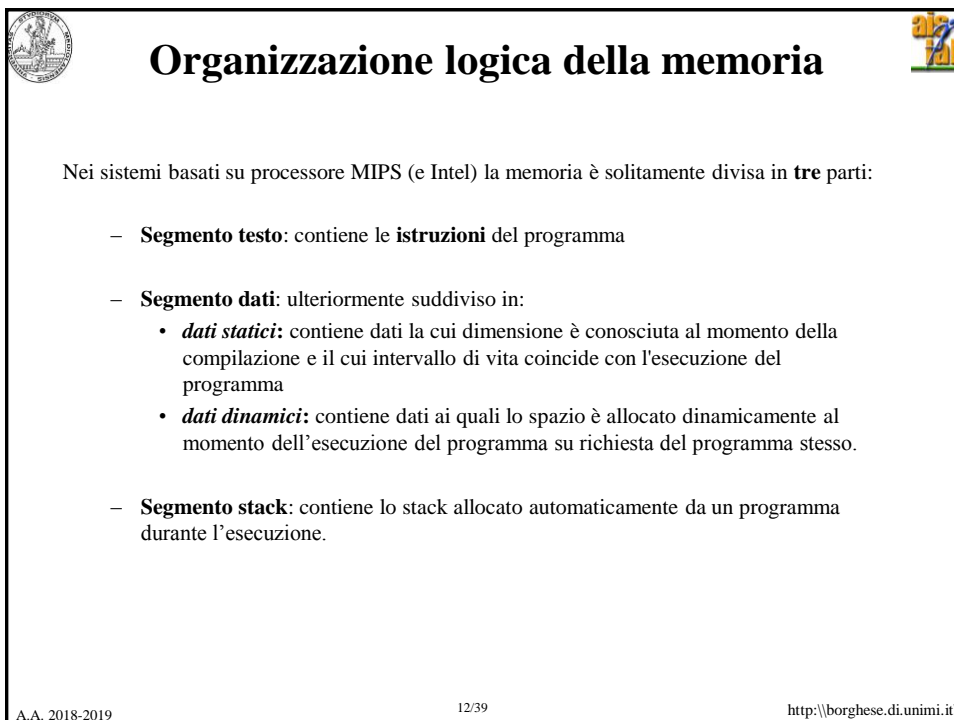 Organizzazione logica della memoria
Nei sistemi basati su processore MIPS (e Intel) la memoria è solitamente divisa in tre parti:
– Segmento testo: contiene le istruzioni del programma
– Segmento dati: ulteriormente suddiviso in:
• dati statici: contiene dati la cui dimensione è conosciuta al momento della
compilazione e il cui intervallo di vita coincide con l'esecuzione del
programma
• dati dinamici: contiene dati ai quali lo spazio è allocato dinamicamente al
momento dell’esecuzione del programma su richiesta del programma stesso.
– Segmento stack: contiene lo stack allocato automaticamente da un programma
durante l’esecuzione.
A.A. 2018-2019
12/39
http:\\borghese.di.unimi.it